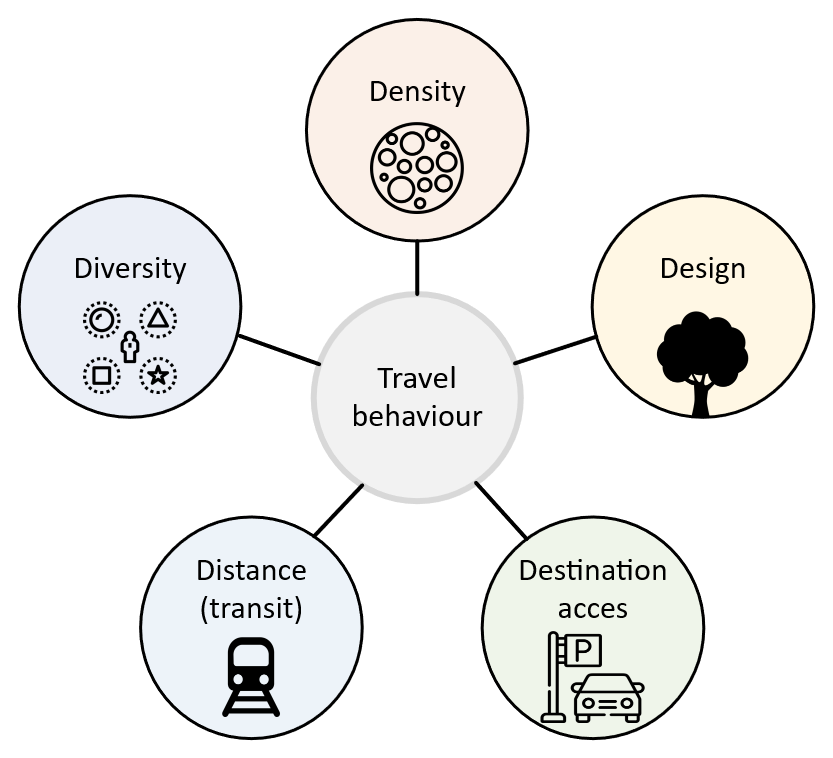 Density
Diversity
Design
Travel
behaviour
Distance
(transit)
Destination
acces
P